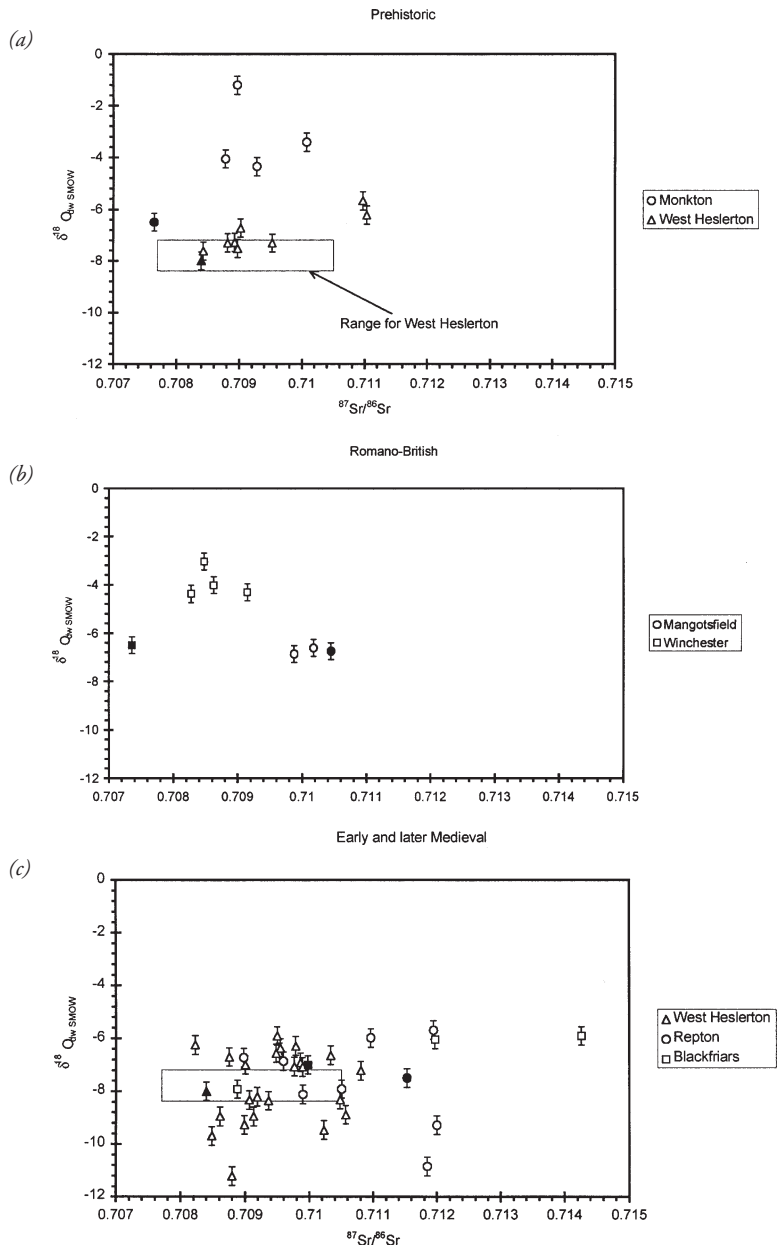 Prehistoric
(a)
0
-2
-4
-6
-8
-10
-12
δ18 Odw SMOW
0.707 0.708 0.709 0.71 0.711 0.712 0.713 0.714 0.715
87Sr/86Sr
Range for West Heslerton
Monkton
West Heslerton
Romano-British
(b)
0
-2
-4
-6
-8
-10
-12
δ18 Odw SMOW
0.707 0.708 0.709 0.71 0.711 0.712 0.713 0.714 0.715
Mangotsfield
Winchester
Early and later Medieval
(c)
0
-2
-4
-6
-8
-10
-12
δ18 Odw SMOW
0.707 0.708 0.709 0.71 0.711 0.712 0.713 0.714 0.715
87Sr/86Sr
West Heslerton
Repton
Blackfriars